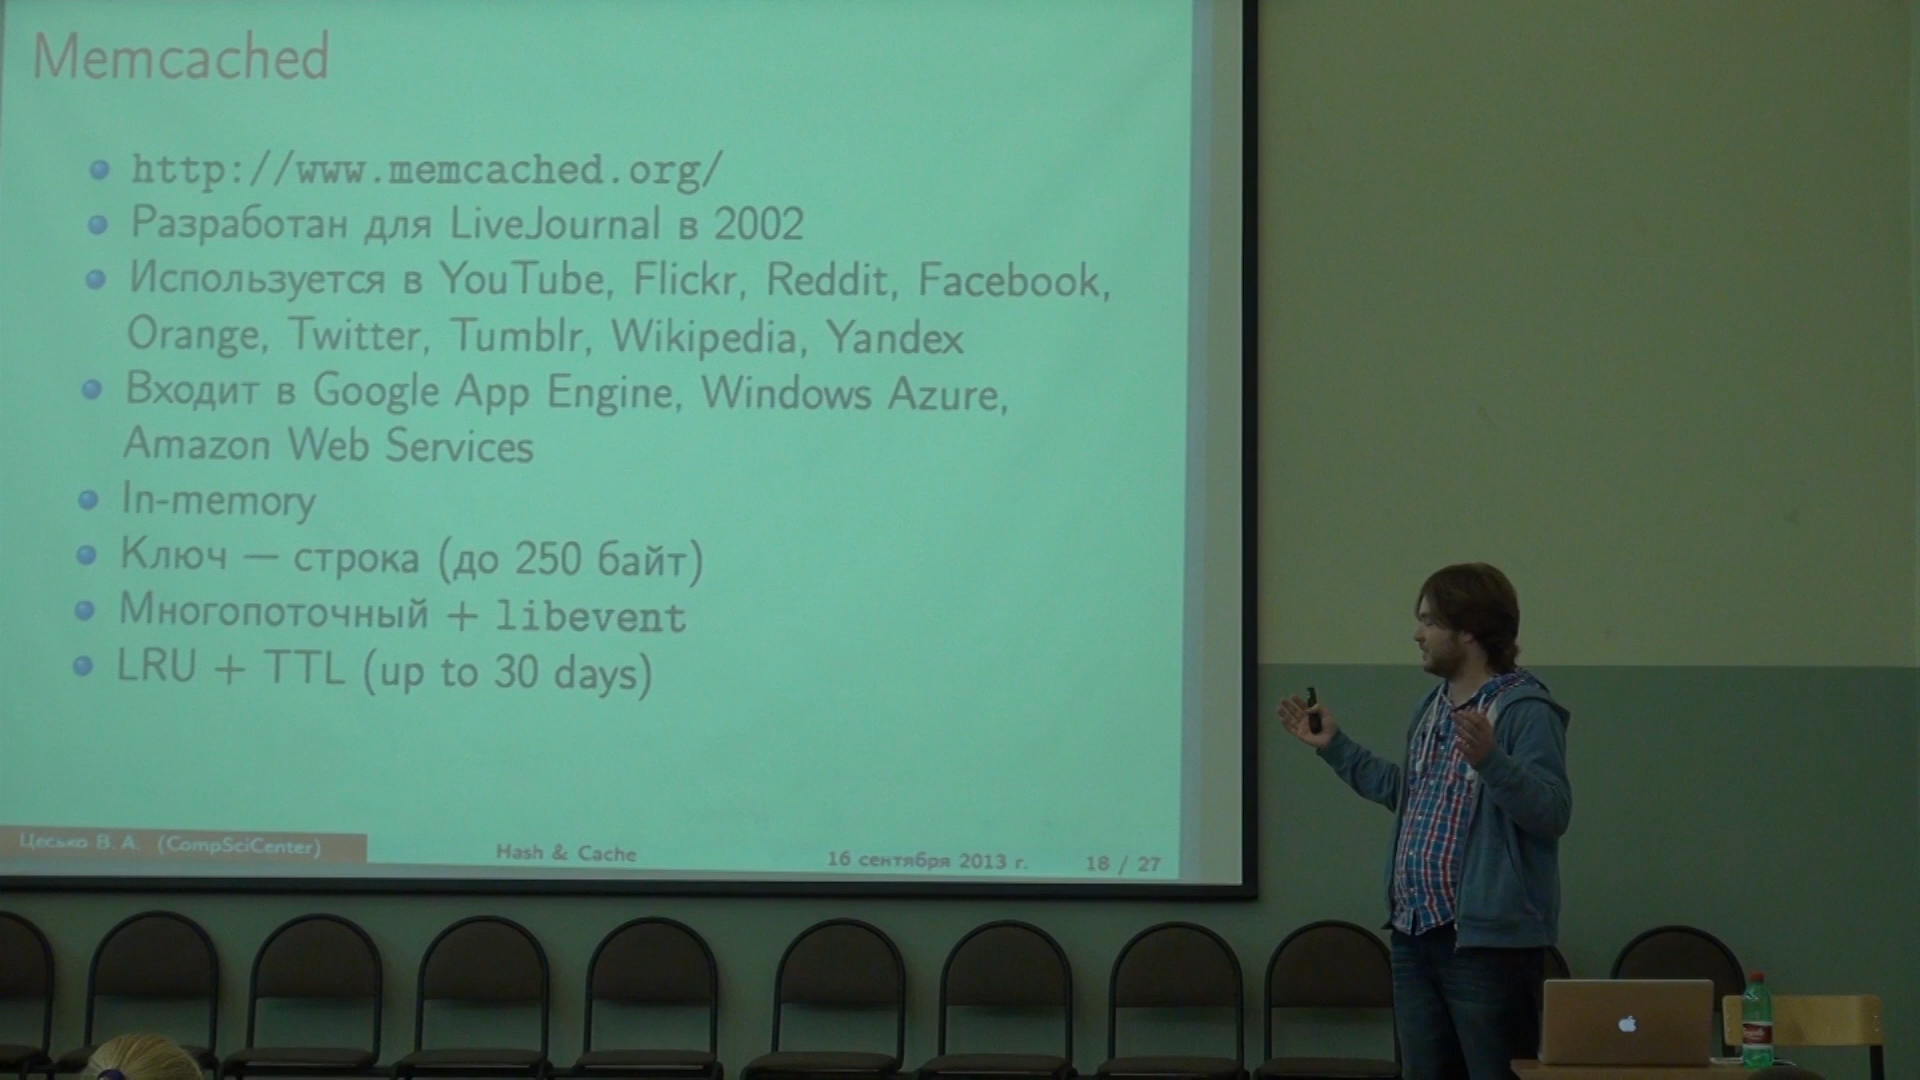 Memcached
http://www.memcached.org/
Разработан для LiveJournal в 2002
Используется в YouTube, Flickr, Reddit, Facebook,
Orange, Twitter, Tumblr, Wikipedia, Yandex
Входит в Google App Engine, Windows Azure,
Amazon Web Services
In-memory
Ключ — строка (до 250 байт)
Многопоточный + libevent
LRU + TTL (up to 30 days)
Цесько В. А. (CompSciCenter)
Hash & Cache
16 сентября 2013 г.
18 / 27